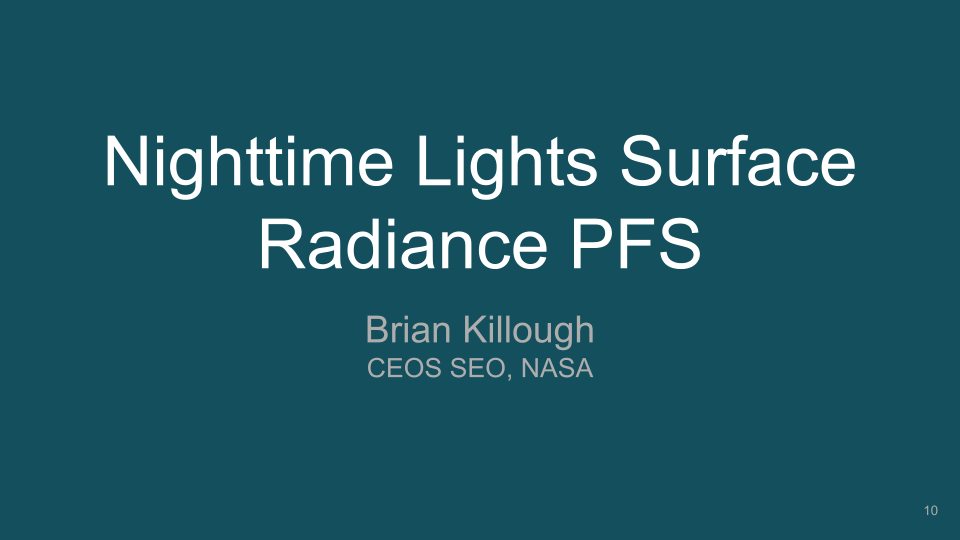 Nighttime Lights Surface
Radiance PFS
Brian Killough
CEOS SEO, NASA
10